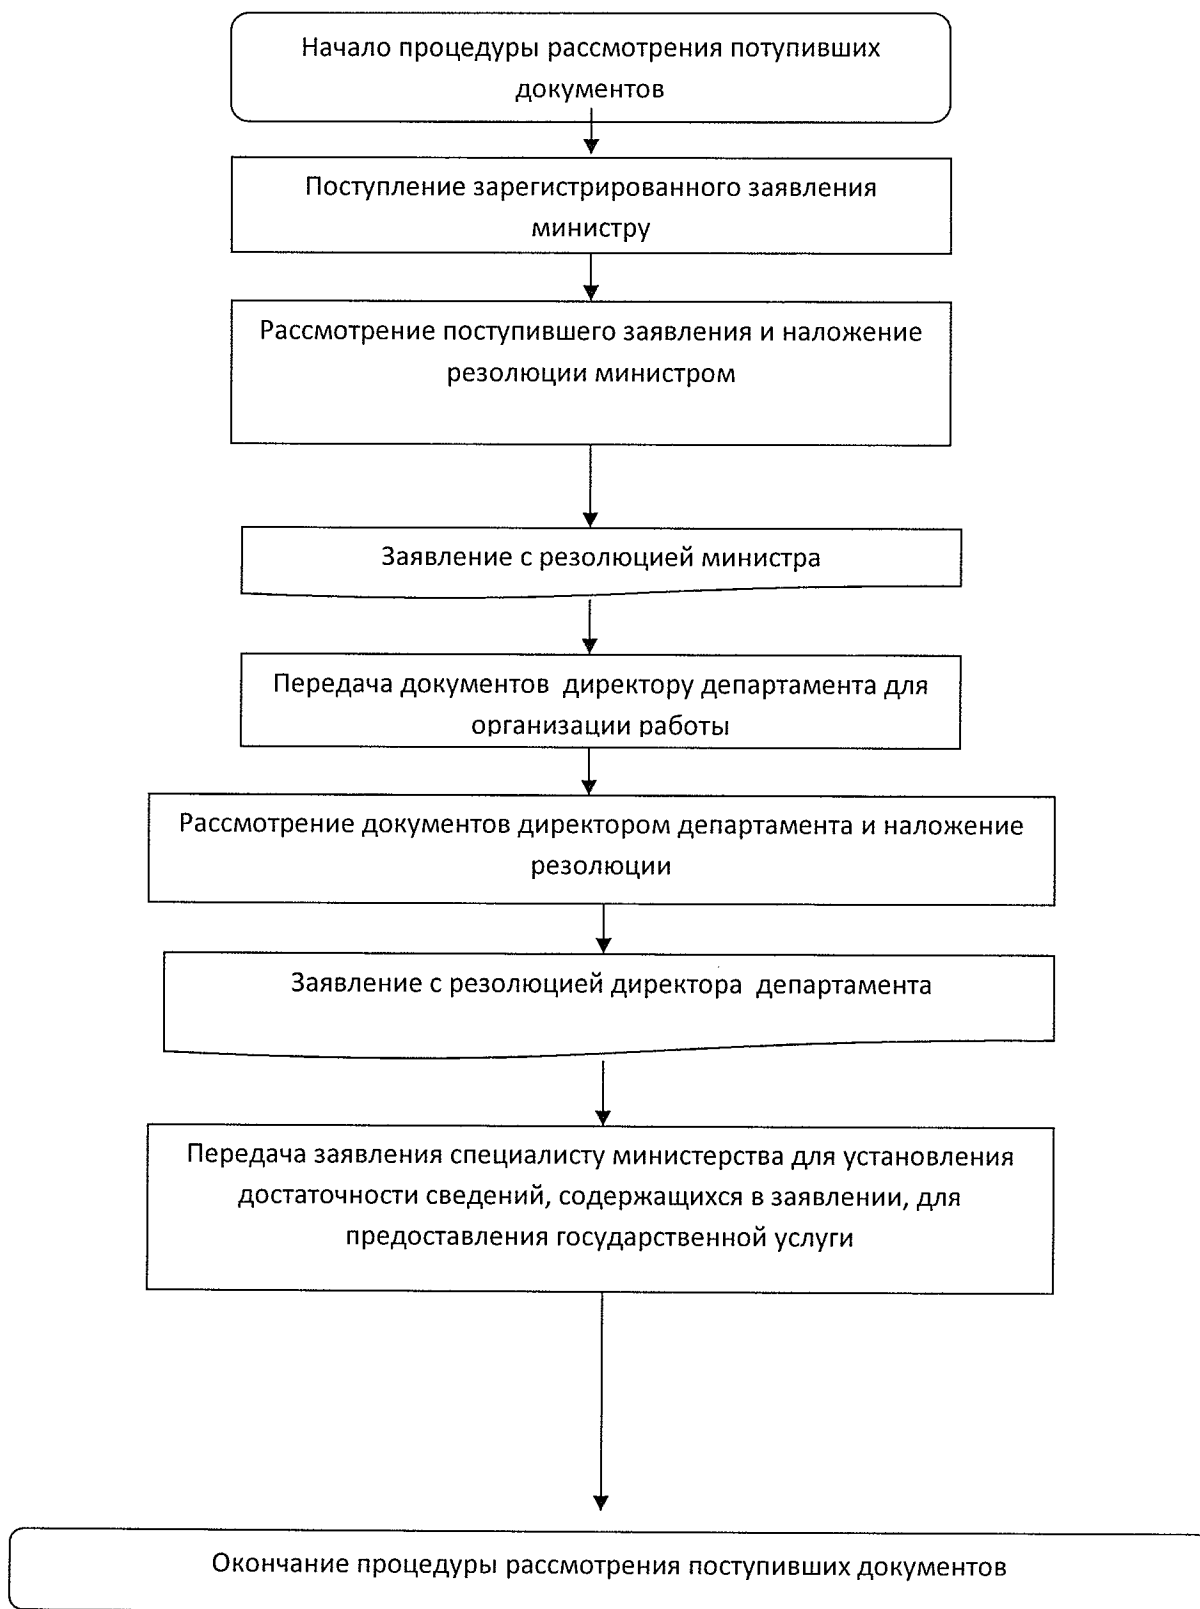 Начало процедуры рассмотрения потупивших
документов
Поступление зарегистрированного заявления
министру
Рассмотрение поступившего заявления и наложение
резолюции министром
Заявление с резолюцией министра
Передача документов директору департамента для
организации работы
Рассмотрение документов директором департамента и наложение
резолюции
Заявление с резолюцией директора департамента
Передача заявления специалисту министерства для установления
достаточности сведений, содержащихся в заявлении, для
предоставления государственной услуги
Окончание процедуры рассмотрения поступивших документов